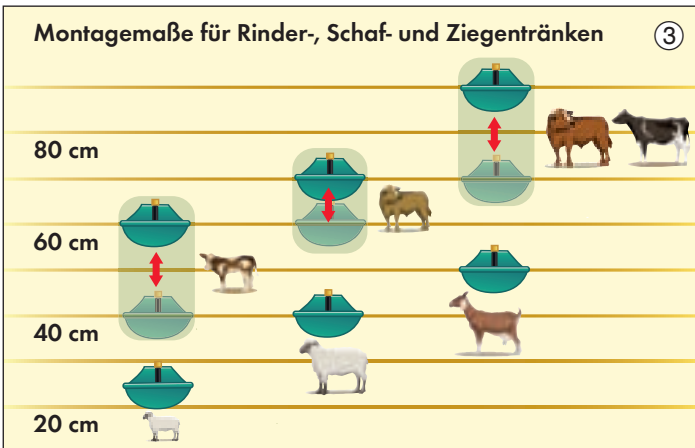 Montagemaße für Rinder-, Schaf- und Ziegentränken
③
80 cm
60 cm
40 cm
20 cm